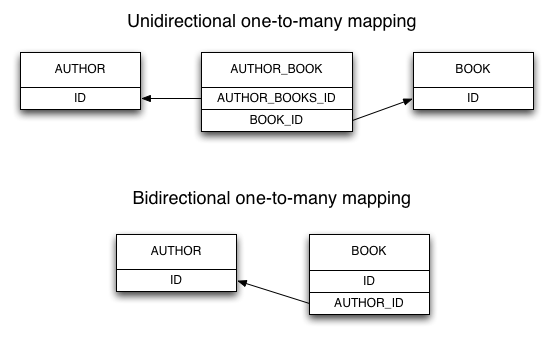 Unidirectional one-to-many mapping
AUTHOR
ID
AUTHOR_BOOK
AUTHOR_BOOKS_ID
BOOK_ID
BOOK
ID
Bidirectional one-to-many mapping
AUTHOR
ID
BOOK
ID
AUTHOR_ID